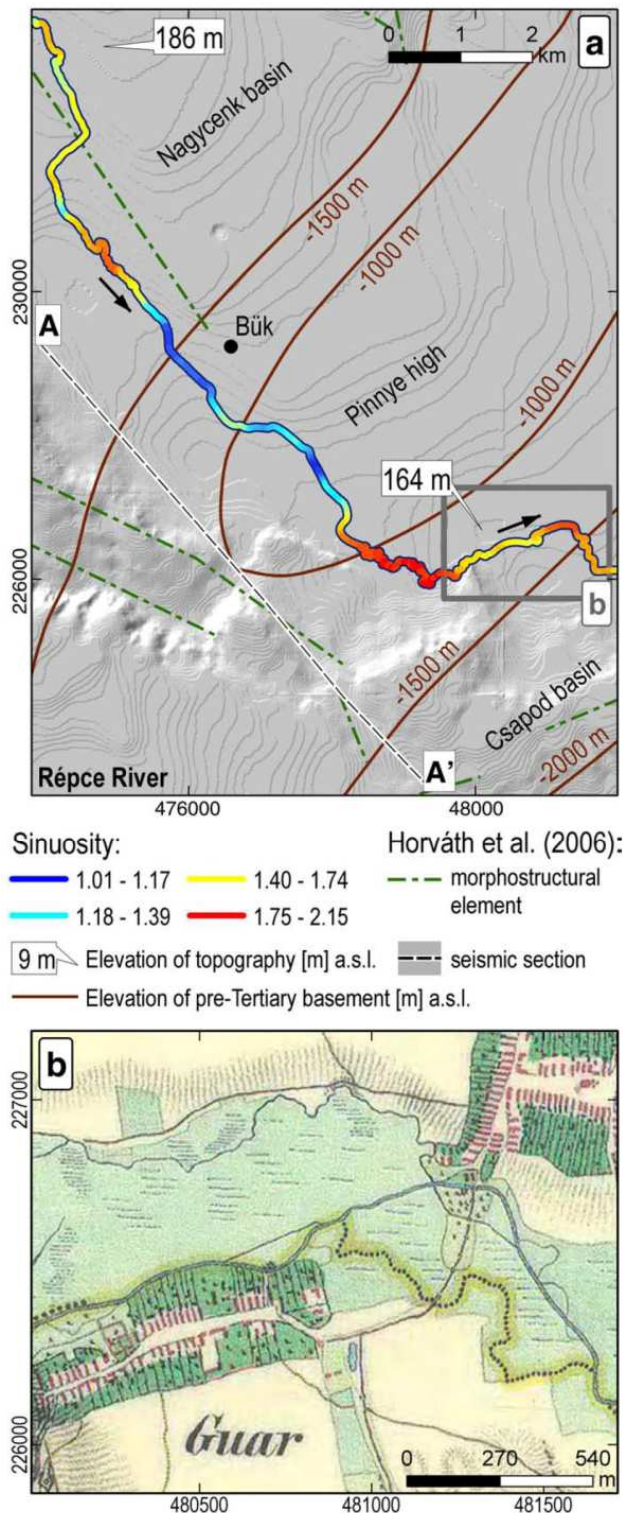 186 m
0 1 2
km
a
Nagycenk basin
-1500 m
-1000 m
230000
A
Bük
Pinnye high
-1000 m
164 m
226000
b
-1500 m
Csapod basin
-2000 m
A'
Répce River
476000
48000
Sinuosity:
Horváth et al. (2006):
1.01 - 1.17
1.40 - 1.74
morphostructural
element
1.18 - 1.39
1.75 - 2.15
9 m
Elevation of topography [m] a.s.l.
seismic section
Elevation of pre-Tertiary basement [m] a.s.l.
b
227000
226000
Guar
0 270 540
m
480500
481000
481500